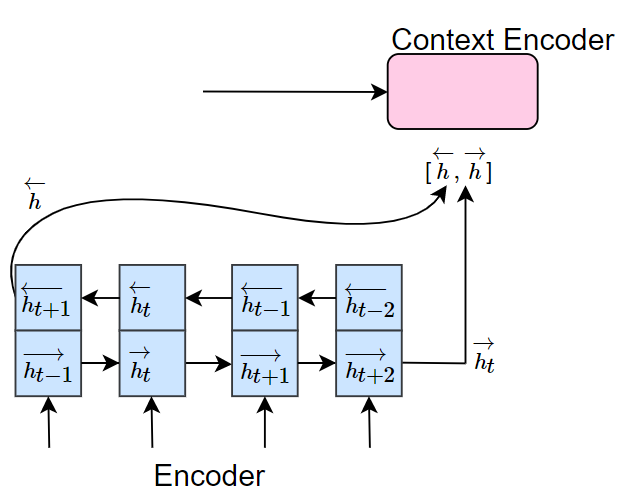 Context Encoder
[\overleftarrow{h}, \overrightarrow{h}]
\overleftarrow{h}
\overleftarrow{h_{t+1}} \overleftarrow{h_t} \overleftarrow{h_{t-1}} \overleftarrow{h_{t-2}}
\overrightarrow{h_{t-1}} \overrightarrow{h_t} \overrightarrow{h_{t+1}} \overrightarrow{h_{t+2}} \overrightarrow{h_t}
Encoder